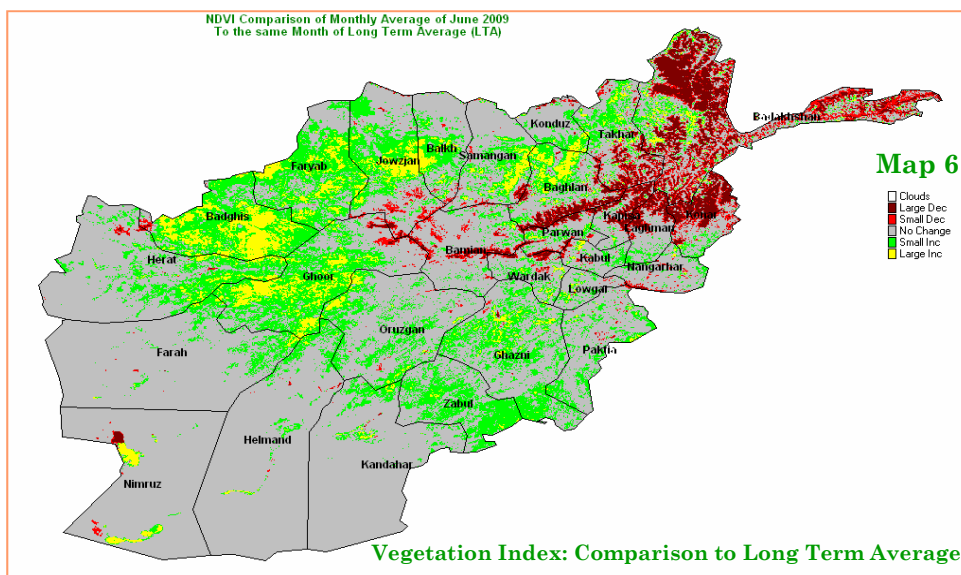 NDVI Comparison of Monthly Average of June 2009
To the same Month of Long Term Average (LTA)
Badakhshan
Konduz
Takhar
Balkh
Samangan
Jowzjan
Faryab
Baghlan
Map 6
Clouds
Large Dec
Small Dec
No Change
Small Inc
Large Inc
Badghis
Kapisa
Konar
Parwan
Laghman
Bamian
Kabul
Herat
Nangarhar
Ghoor
Wardak
Lowgar
Oruzgan
Farah
Ghazni
Paktia
Zabul
Helmand
Kandahar
Nimruz
Vegetation Index: Comparison to Long Term Average